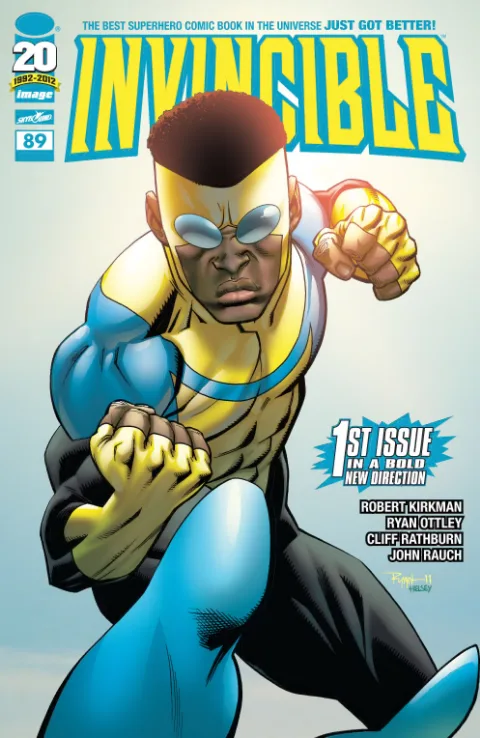 THE BEST SUPERHERO COMIC BOOK IN THE UNIVERSE JUST GOT BETTER!
INVINCIBLE
20
1992-2012
image
SKYBOUND
89
1ST ISSUE
IN A BOLD
NEW DIRECTION
ROBERT KIRKMAN
RYAN OTTLEY
CLIFF RATHBURN
JOHN RAUCH